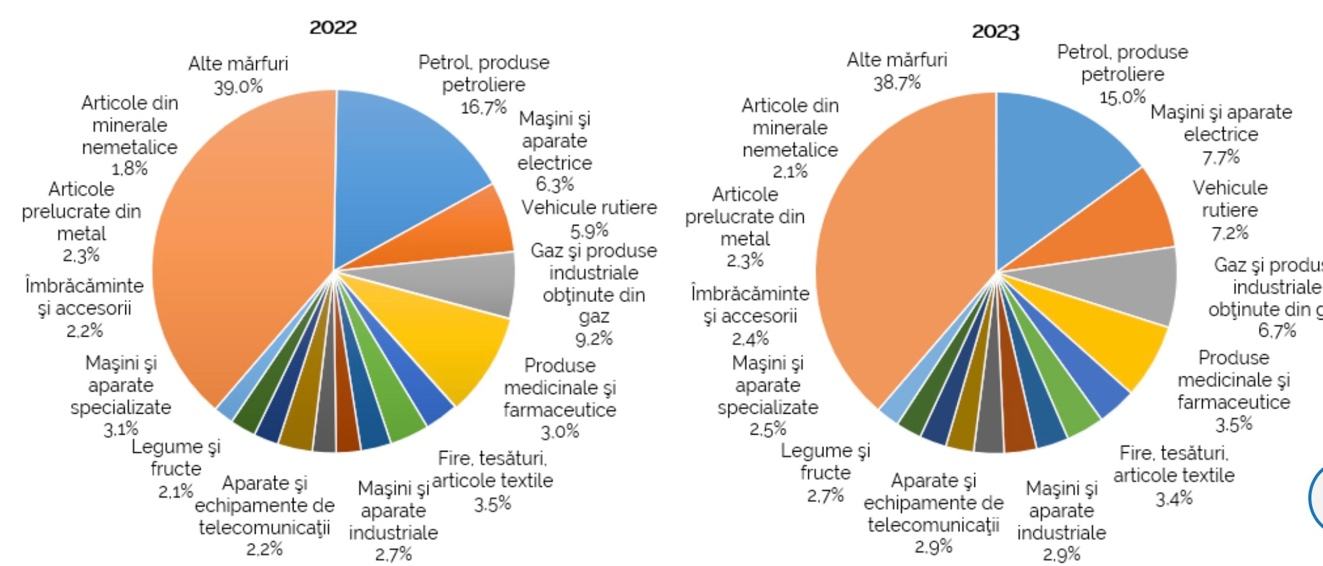 2022
Alte mărfuri
39.0%
Petrol, produse
petroliere
16.7%
Maşini şi
aparate
electrice
6.3%
Vehicule rutiere
5.9%
Gaz şi produse
industriale
obţinute din
gaz
9.2%
Produse
medicinale şi
farmaceutice
3.0%
Fire, tesături,
articole textile
3.5%
Maşini şi
aparate
industriale
2.7%
Aparate şi
echipamente de
telecomunicaţii
2.2%
Legume şi
fructe
2.1%
Maşini şi
aparate
specializate
3.1%
Îmbrăcăminte
şi accesorii
2.2%
Articole
prelucrate din
metal
2.3%
Articole din
minerale
nemetalice
1.8%
2023
Alte mărfuri
38.7%
Petrol, produse
petroliere
15.0%
Maşini şi aparate
electrice
7.7%
Vehicule
rutiere
7.2%
Gaz şi produs
industriale
obţinute din g
6.7%
Produse
medicinale şi
farmaceutice
3.5%
Fire, tesături,
articole textile
3.4%
Maşini şi
aparate
industriale
2.9%
Aparate şi
echipamente de
telecomunicaţii
2.9%
Legume şi
fructe
2.7%
Maşini şi
aparate
specializate
2.5%
Îmbrăcăminte
şi accesorii
2.4%
Articole
prelucrate din
metal
2.3%
Articole din
minerale
nemetalice
2.1%